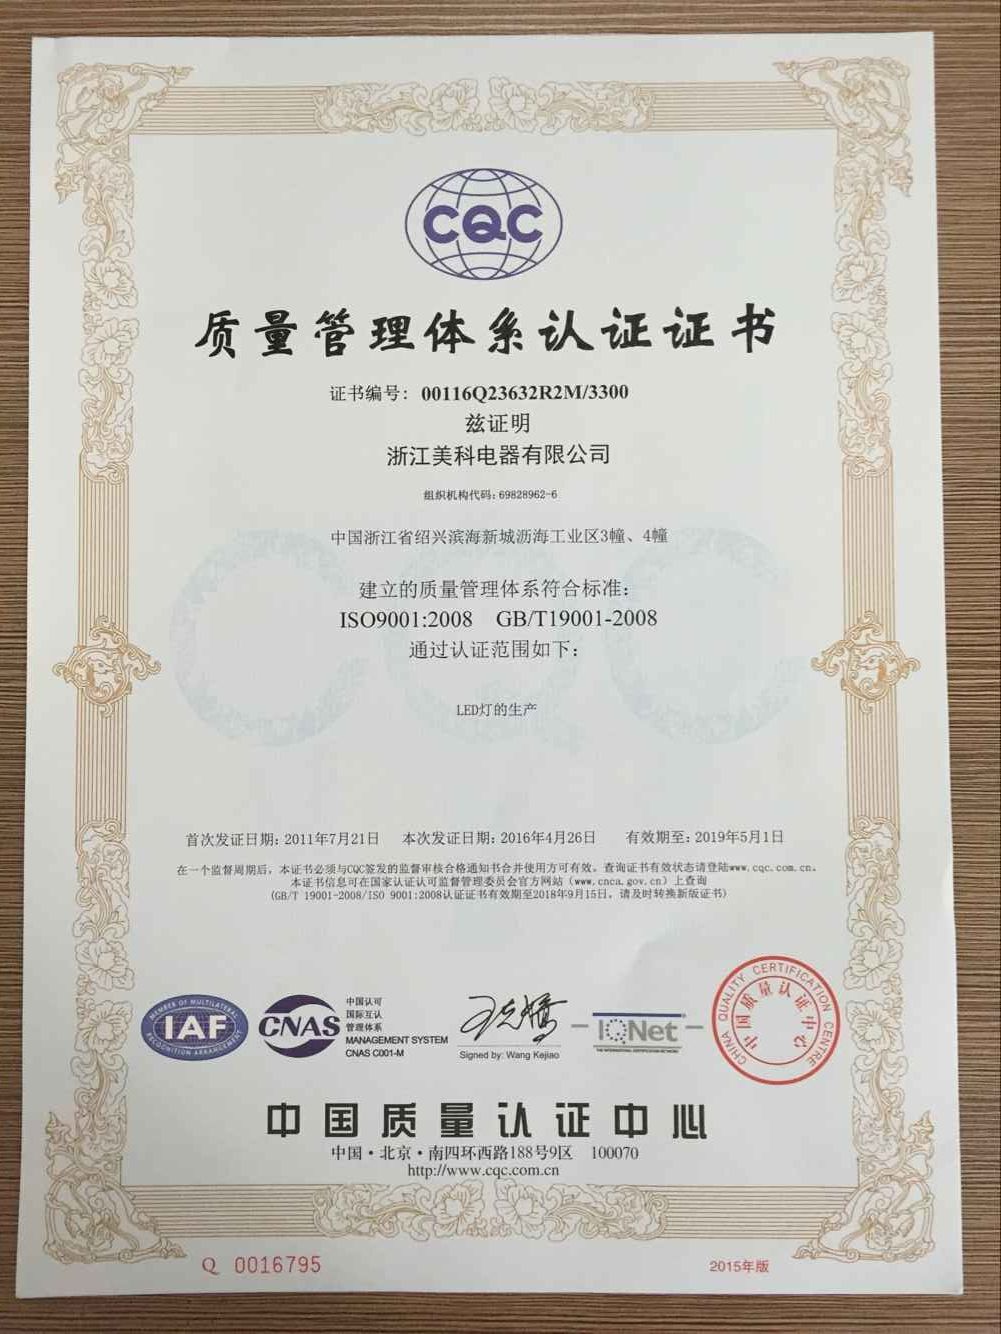 CQC
质量管理体系认证证书
证书编号：00116Q23632R2M/3300
兹证明
浙江美科电器有限公司
组织机构代码：69828962-6
中国浙江省绍兴滨海新城沥海工业区3幢、4幢
建立的质量管理体系符合标准：
ISO9001:2008 GB/T19001-2008
通过认证范围如下：
LED灯的生产
首次发证日期：2011年7月21日 本次发证日期：2016年4月26日 有效期至：2019年5月1日
在一个监督周期后，本证书必须与CQC签发的监督审核合格通知书合并使用方可有效。查询证书有效状态请登陆www.cqc.com.cn。
本证书信息可在国家认证认可监督管理委员会官方网站（www.cnca.gov.cn）上查询
(GB/T 19001-2008/ISO 9001:2008认证证书有效期至2018年9月15日，请及时转换新版证书)
MEMBER OF MULTILATERAL
IAF
RECOGNITION ARRANGEMENT
CNAS
中国认可
国际互认
管理体系
MANAGEMENT SYSTEM
CNAS C001-M
王克娇
Signed by: Wang Kejiao
IQNet
THE INTERNATIONAL CERTIFICATION NETWORK
CHINA QUALITY CERTIFICATION CENTRE
中国质量认证中心
中国质量认证中心
中国·北京·南四环西路188号9区 100070
http://www.cqc.com.cn
Q 0016795
2015年版